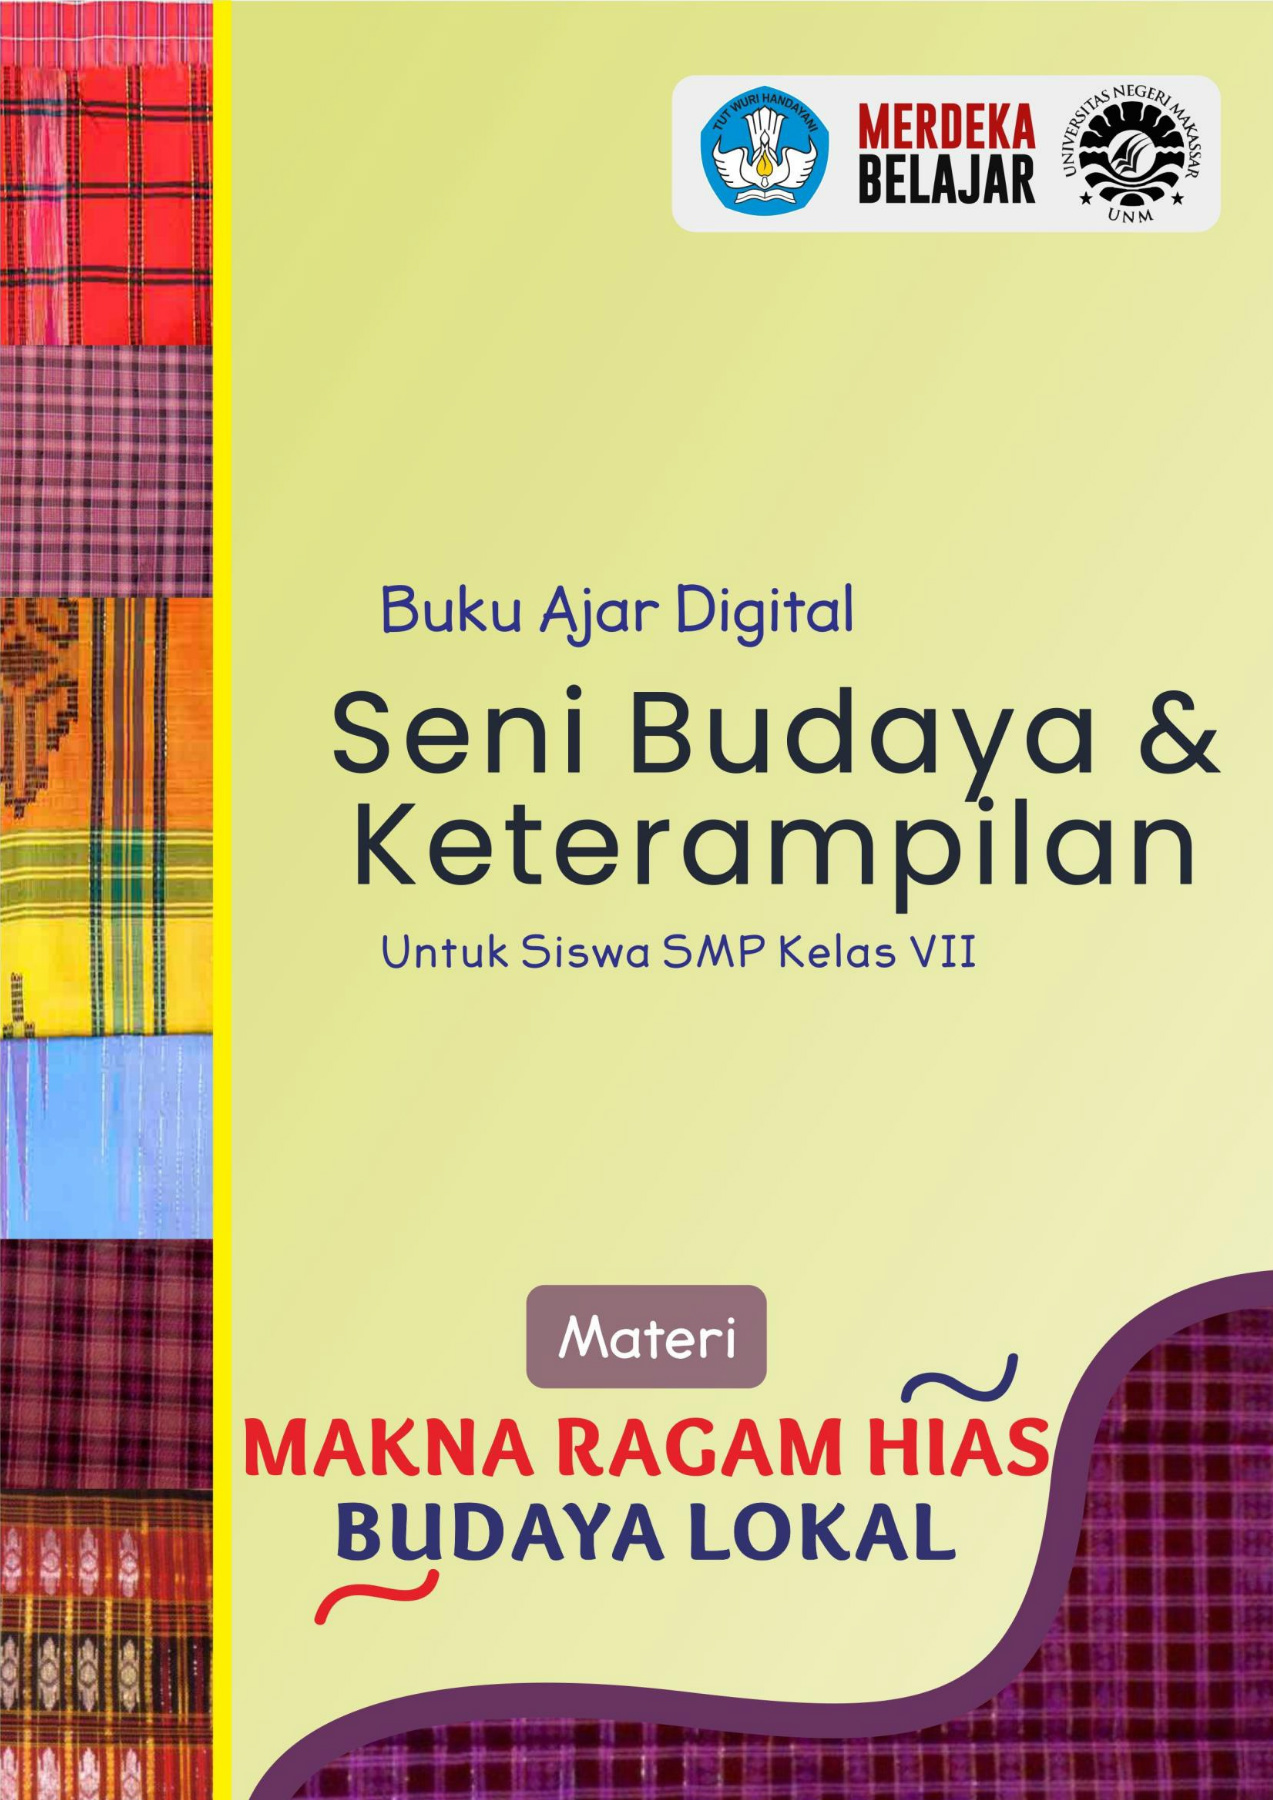 TUT WURI HANDAYANI
MERDEKA
BELAJAR
UNIVERSITAS NEGERI MAKASSAR
UNM
Buku Ajar Digital
Seni Budaya &
Keterampilan
Untuk Siswa SMP Kelas VII
Materi
MAKNA RAGAM HIAS
BUDAYA LOKAL